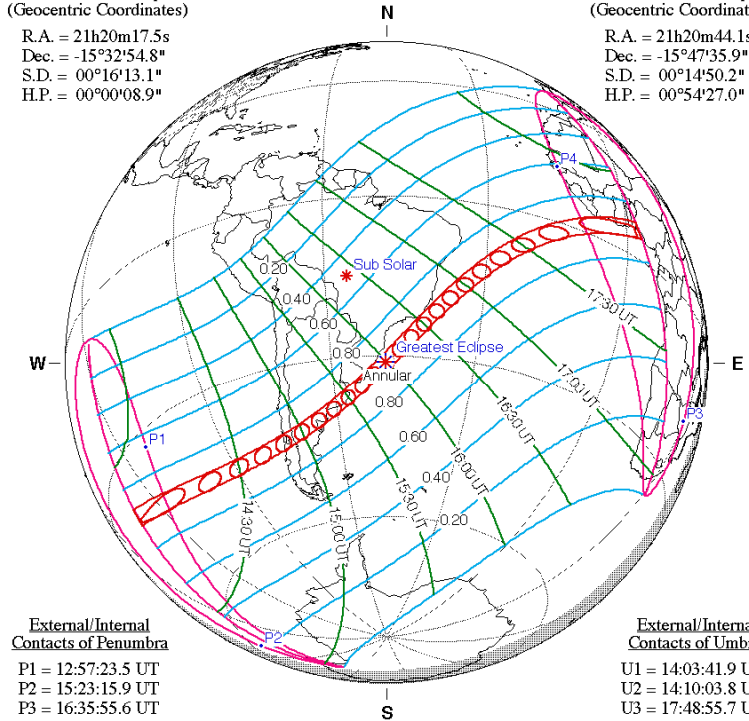 (Geocentric Coordinates)
R.A. = 21h20m17.5s
Dec. = -15°32'54.8"
S.D. = 00°16'13.1"
H.P. = 00°00'08.9"
N
(Geocentric Coordinat
R.A. = 21h20m44.1s
Dec. = -15°47'35.9"
S.D. = 00°14'50.2"
H.P. = 00°54'27.0"
P4
Sub Solar
0.20
0.40
0.60
0.80
17:30 UT
Greatest Eclipse
W
E
Annular
0.80
17:00 UT
16:30 UT
P3
P1
0.60
0.40
0.20
16:00 UT
15:30 UT
15:00 UT
14:30 UT
P2
External/Internal
Contacts of Penumbra
P1 = 12:57:23.5 UT
P2 = 15:23:15.9 UT
P3 = 16:35:55.6 UT
S
External/Interna
Contacts of Umb
U1 = 14:03:41.9 U
U2 = 14:10:03.8 U
U3 = 17:48:55.7 U